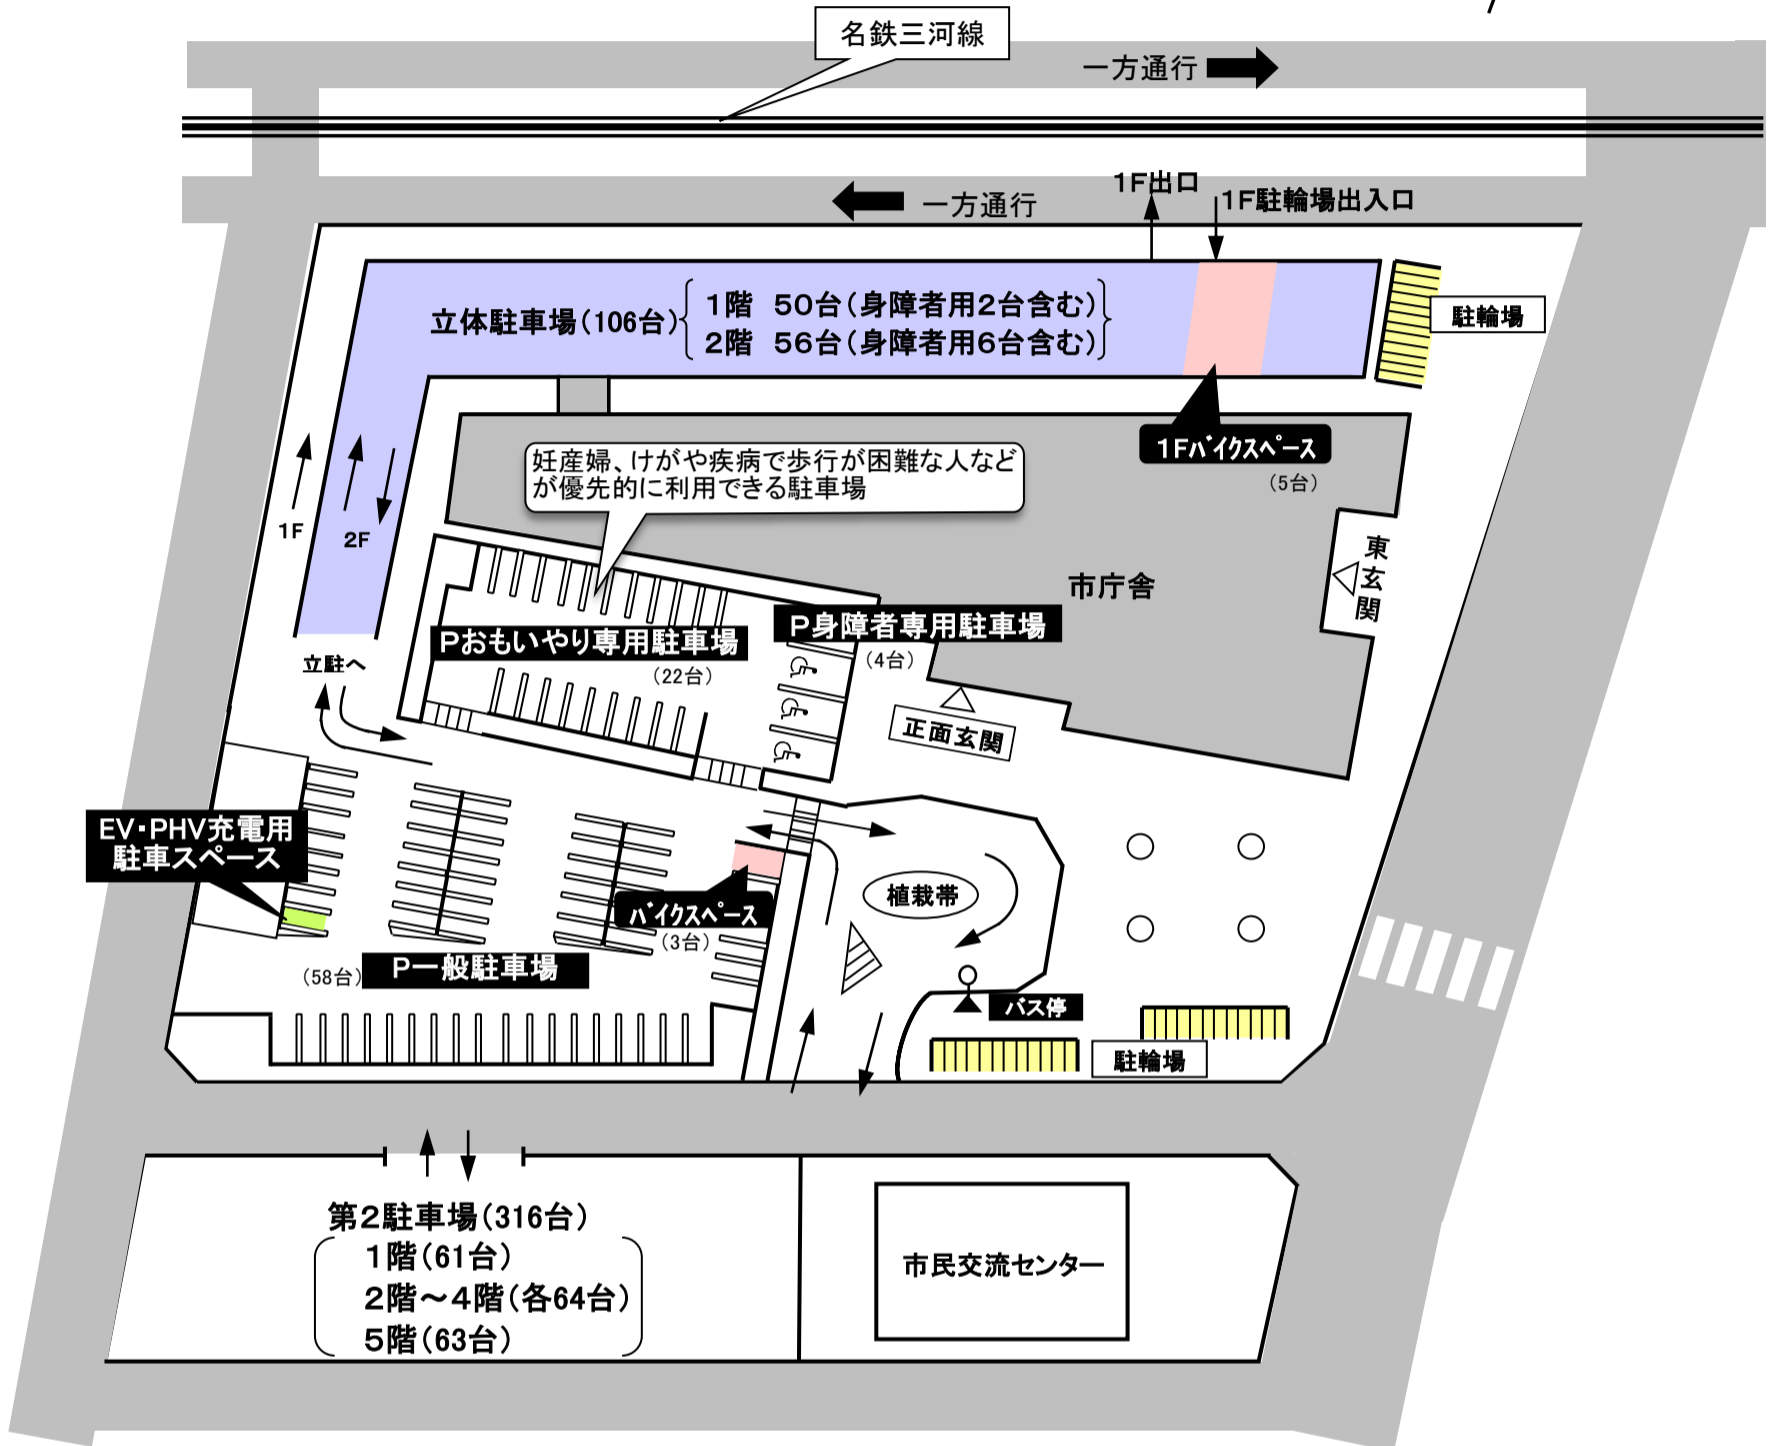 名鉄三河線
一方通行
一方通行
1F出口
1F駐輪場出入口
立体駐車場(106台)
1階 50台(身障者用2台含む)
2階 56台(身障者用6台含む)
駐輪場
1Fバイクスペース
(5台)
妊産婦、けがや疾病で歩行が困難な人など
が優先的に利用できる駐車場
1F
2F
東玄関
市庁舎
P身障者専用駐車場
(4台)
Pおもいやり専用駐車場
(22台)
立駐へ
正面玄関
EV・PHV充電用
駐車スペース
植栽帯
バイクスペース
(3台)
P一般駐車場
(58台)
バス停
駐輪場
第2駐車場(316台)
1階(61台)
2階～4階(各64台)
5階(63台)
市民交流センター